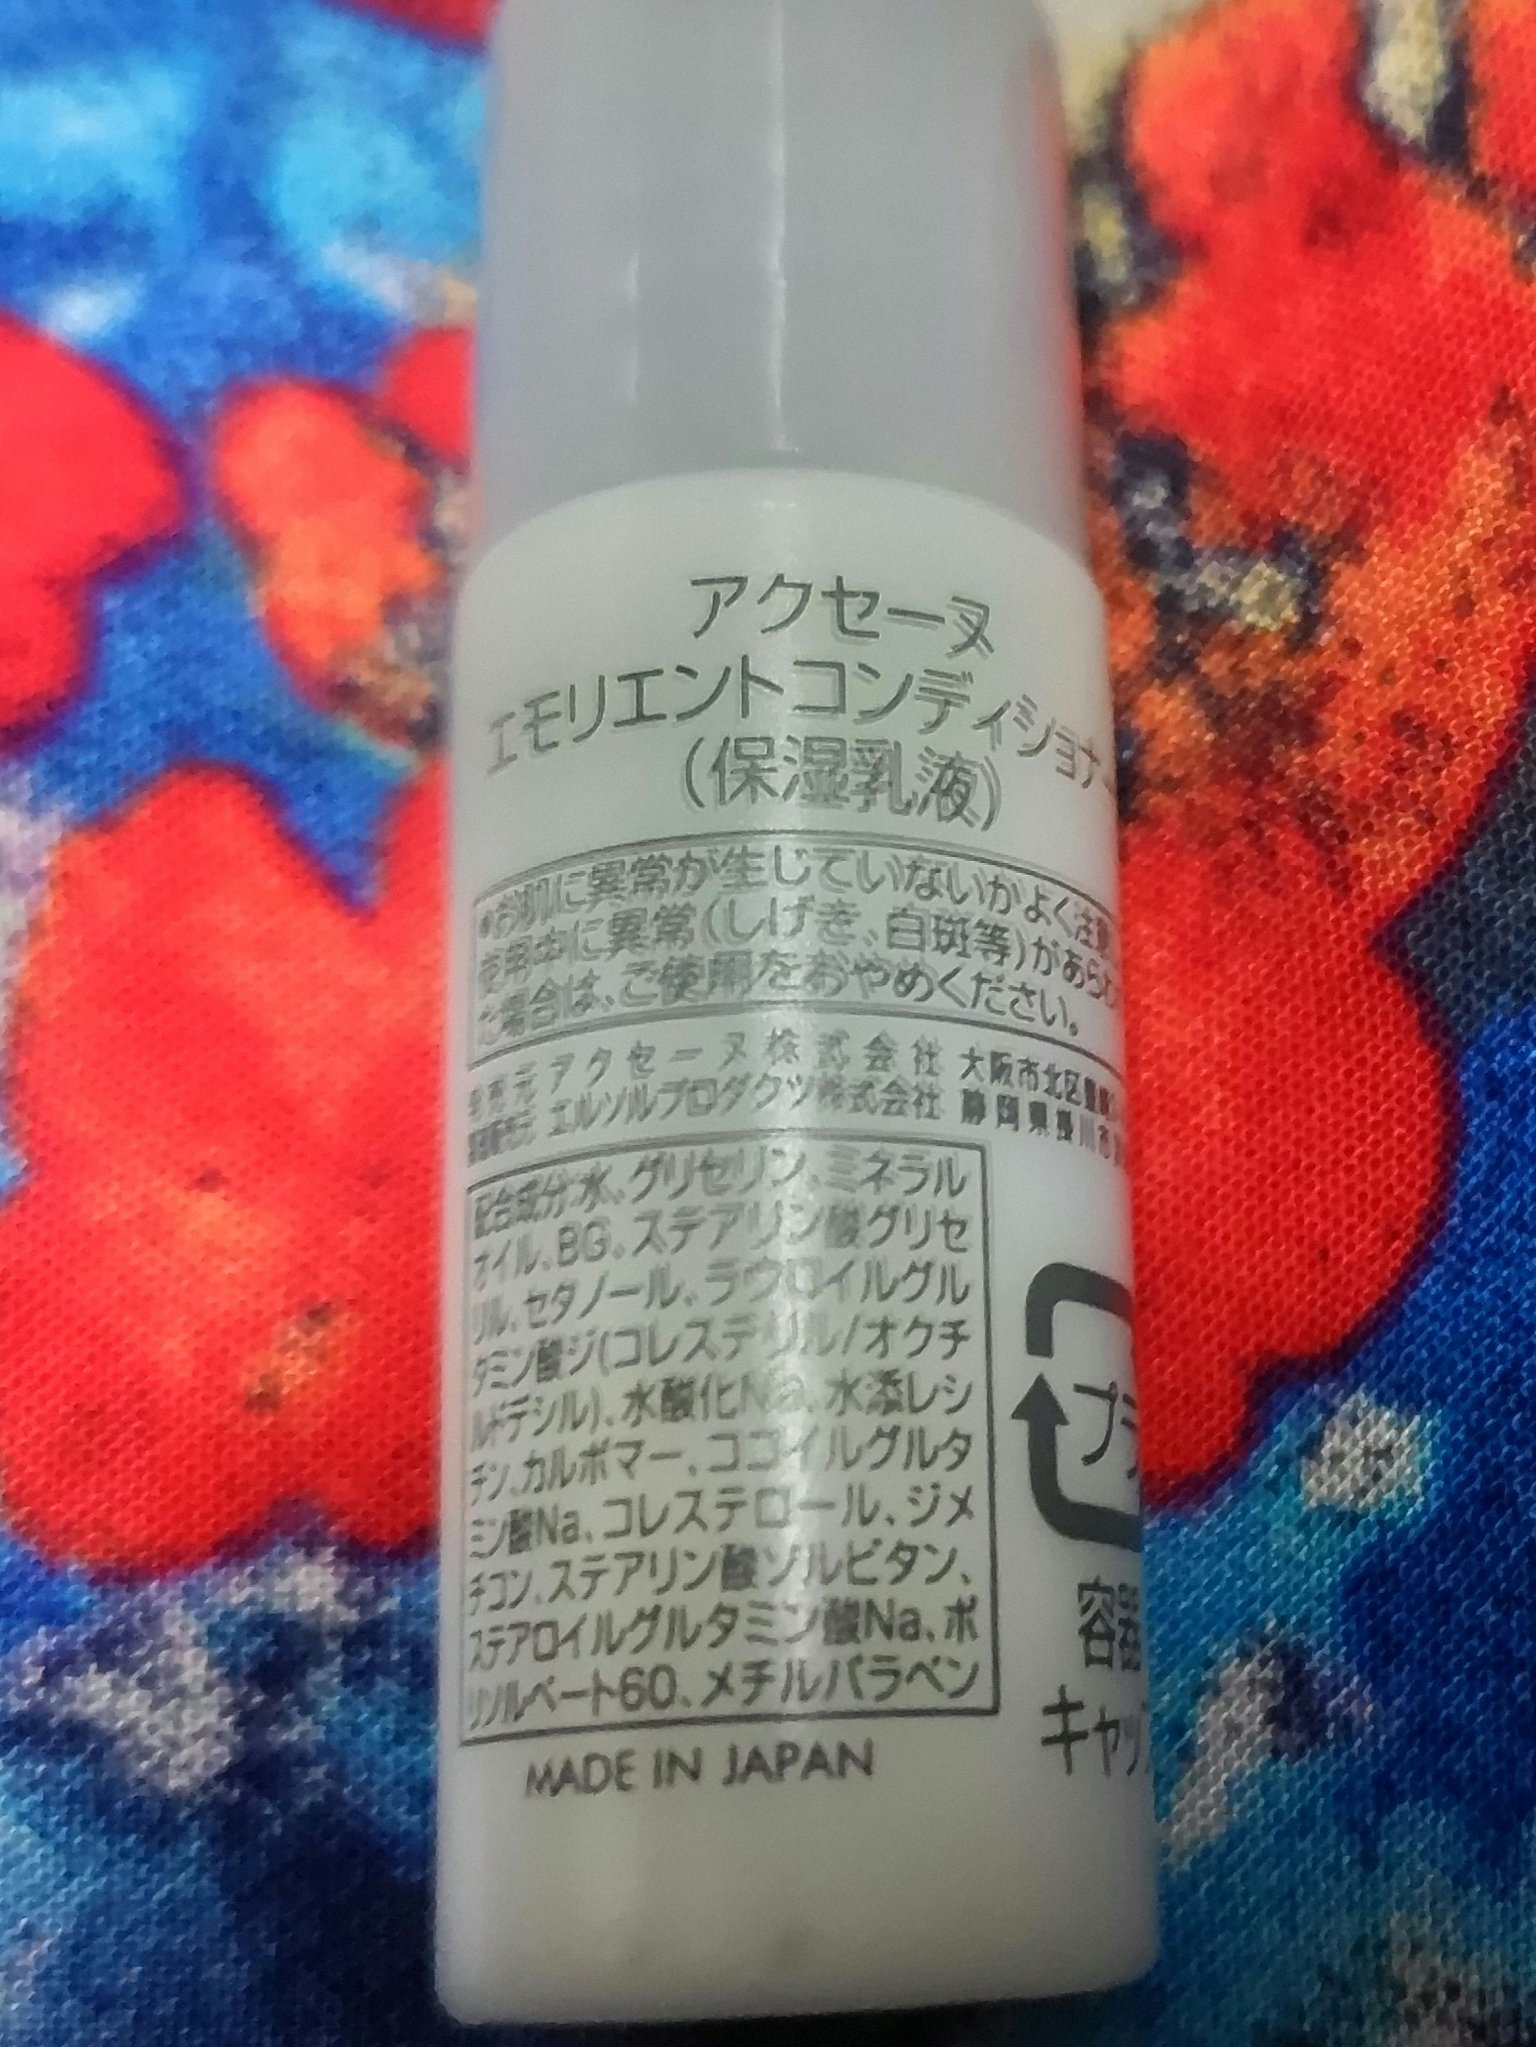 アクセーヌ
エモリエントコンディショナー
(保湿乳液)
•お肌に異常が生じていないかよく注意
使用中に異常(しげき、白斑等)があらわ
た場合は、ご使用をおやめください。
発売元 アクセーヌ株式会社 大阪市北区
製造販売元 エルソルプロダクツ株式会社 静岡県掛川市
配合成分:水、グリセリン、ミネラル
オイル、BG、ステアリン酸グリセ
リル、セタノール、ラウロイルグル
タミン酸ジ(コレステリル/オクチ
ルドデシル)、水酸化Na、水添レシ
チン、カルボマー、ココイルグルタ
ミン酸Na、コレステロール、ジメ
チコン、ステアリン酸ソルビタン、
ステアロイルグルタミン酸Na、ポ
リソルベート60、メチルパラベン
MADE IN JAPAN
プラ
容器
キャップ